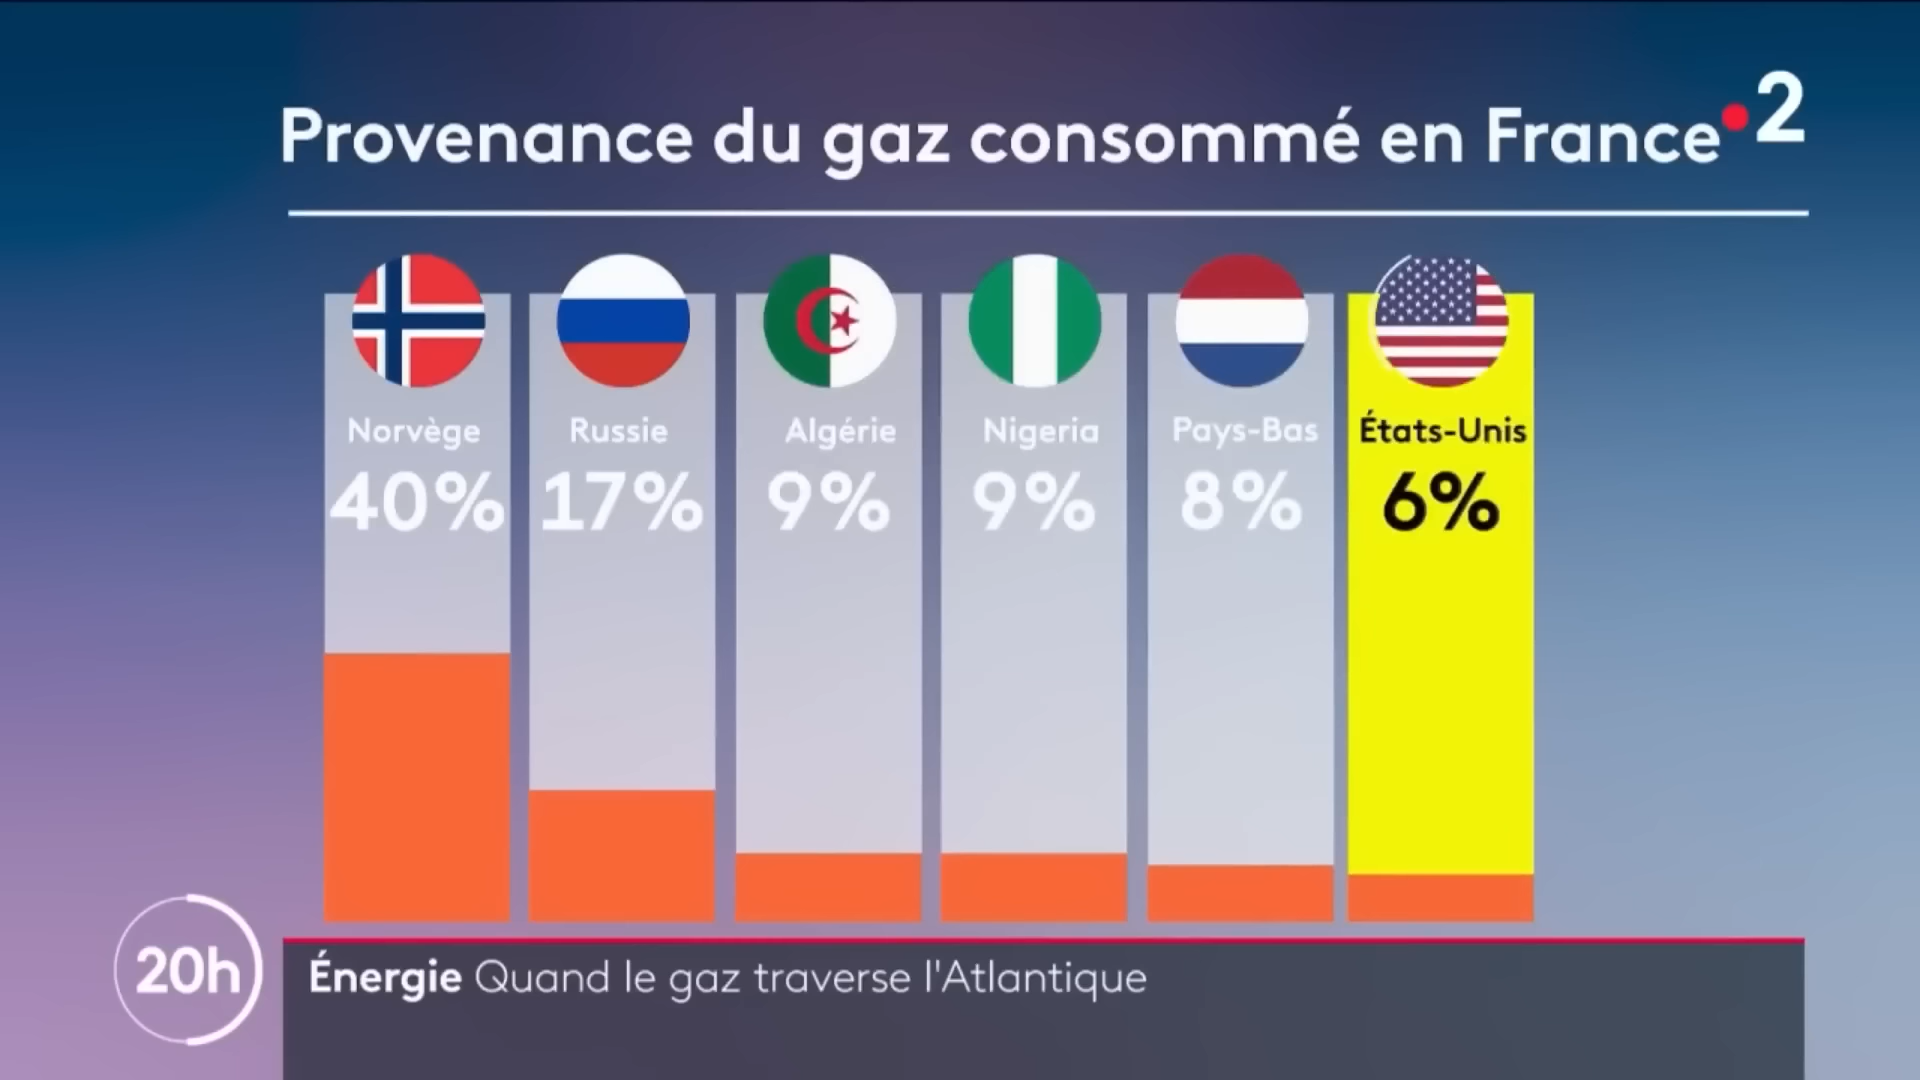 Provenance du gaz consommé en France
2
Norvège
40%
Russie
17%
Algérie
9%
Nigeria
9%
Pays-Bas
8%
États-Unis
6%
20h
Énergie Quand le gaz traverse l'Atlantique